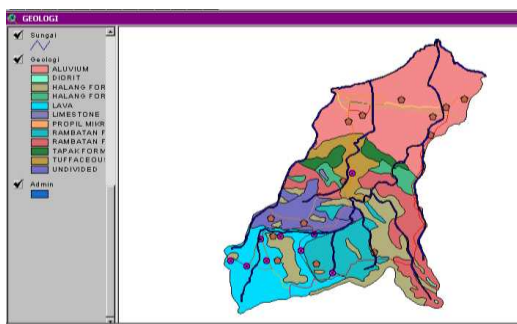 GEOLOGI
Sungai
Geologi
ALUVIUM
DIORIT
HALANG FOR
HALANG FOR
LAVA
LIMESTONE
PROPIL MIKR
RAMBATAN F
RAMBATAN F
TAPAK FORM
TUFFACEOU
UNDIVIDED
Admin